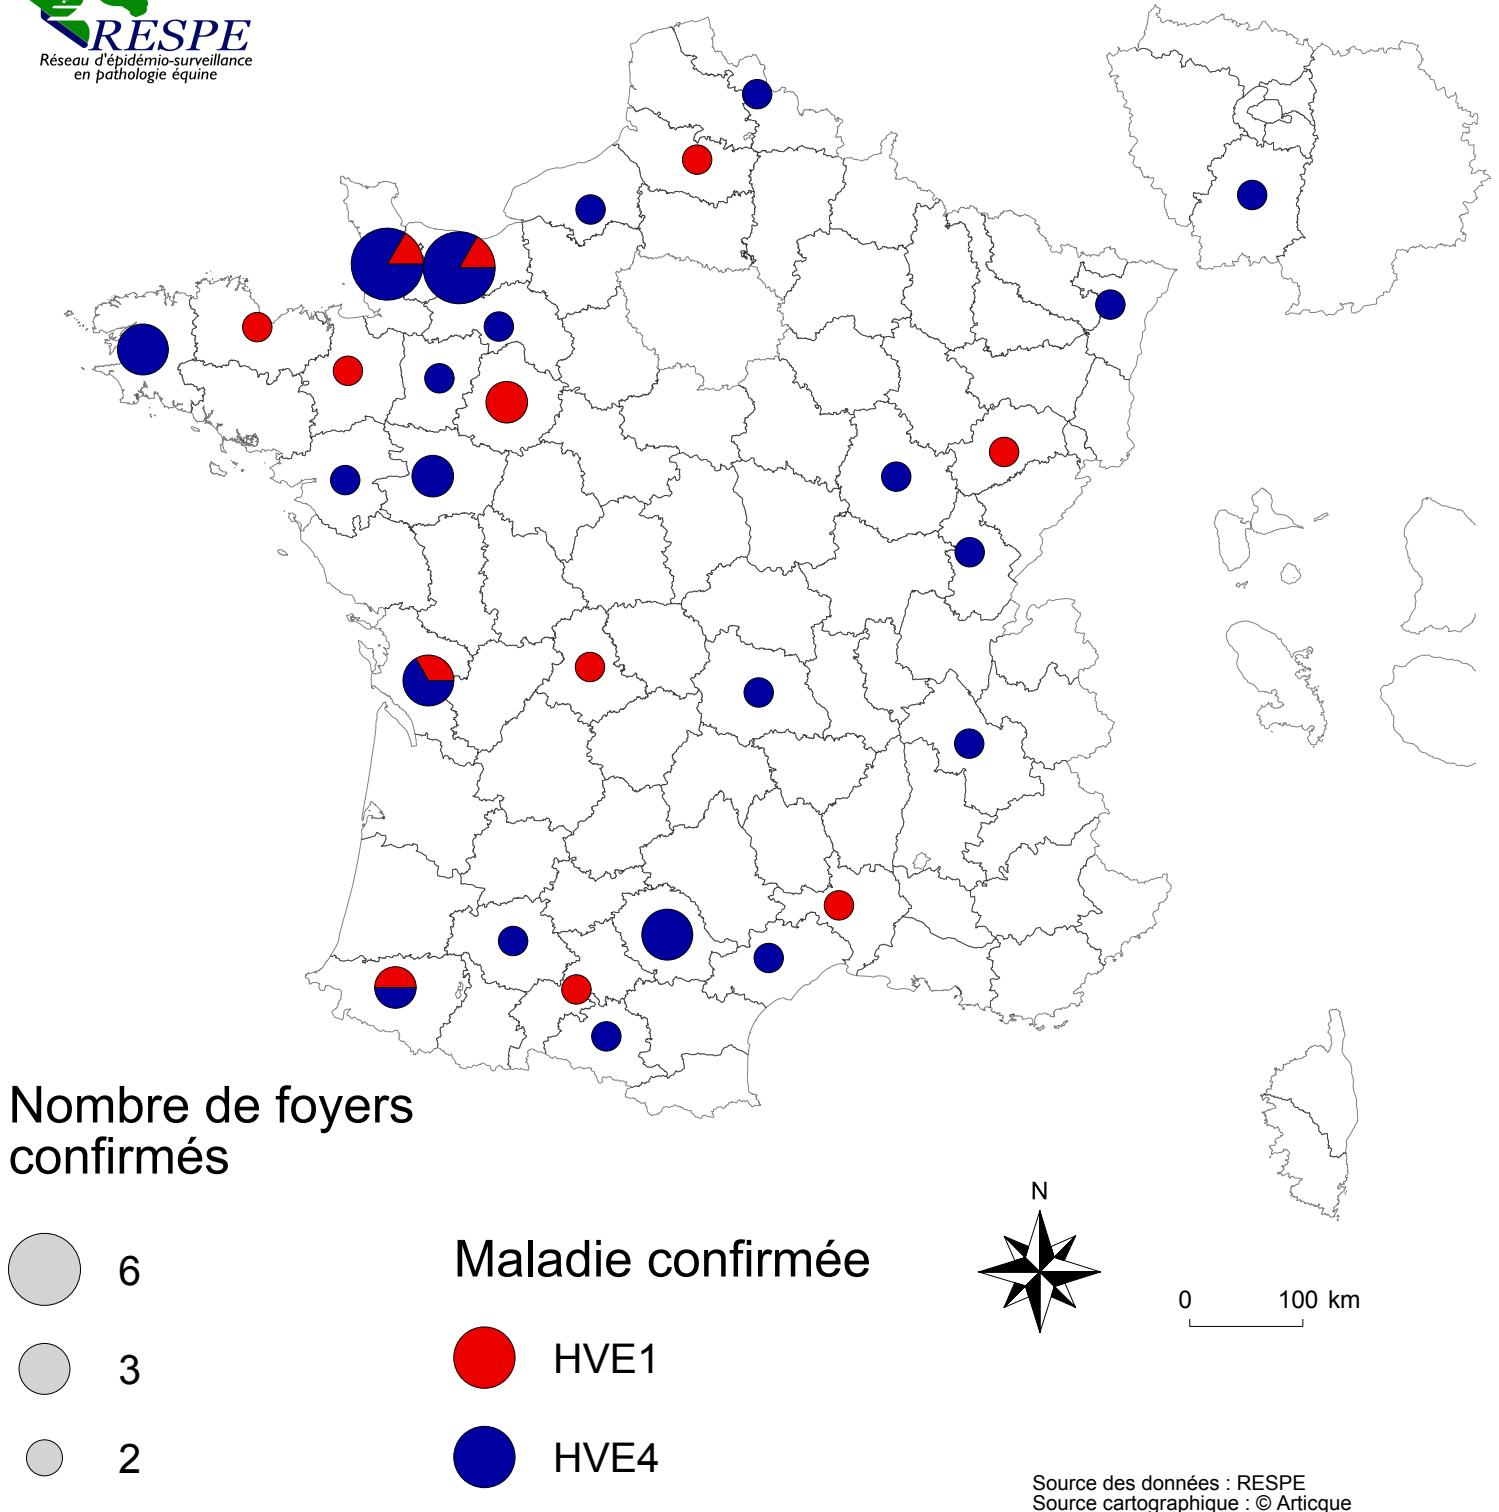 RESPE
Réseau d'épidémio-surveillance
en pathologie équine
Nombre de foyers
confirmés
6
3
2
Maladie confirmée
HVE1
HVE4
N
0 100 km
Source des données : RESPE
Source cartographique : © Articque